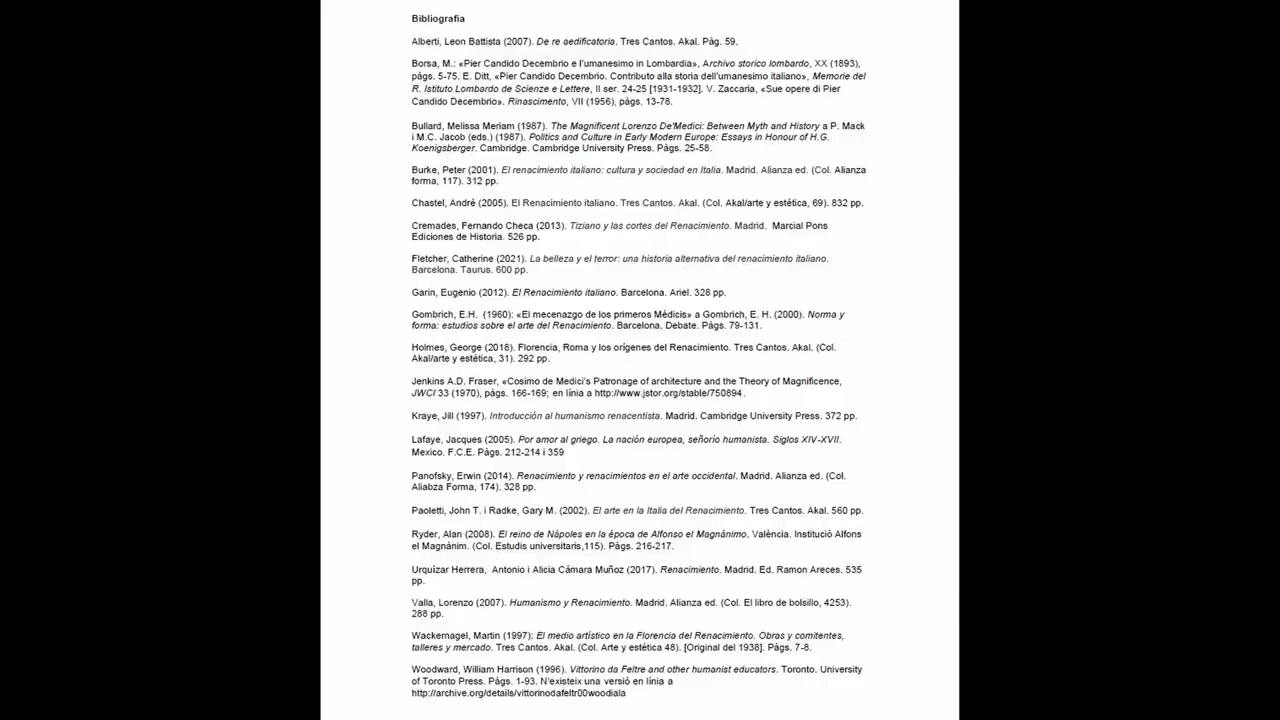 Bibliografia
Alberti, Leon Battista (2007). De re aedificatoria. Tres Cantos. Akal. Pàg. 59.
Borsa, M.: «Pier Candido Decembrio e l'umanesimo in Lombardia», Archivo storico lombardo, XX (1893),
págs. 5-75. E. Ditt, «Pier Candido Decembrio. Contributo alla storia dell'umanesimo italiano», Memorie del
R. Istituto Lombardo de Scienze e Lettere, II ser. 24-25 [1931-1932]. V. Zaccaria, «Sue opere di Pier
Candido Decembrio». Rinascimento, VII (1956), pàgs. 13-78.
Bullard, Melissa Meriam (1987). The Magnificent Lorenzo De'Medici: Between Myth and History a P. Mack
i M.C. Jacob (eds.) (1987). Politics and Culture in Early Modern Europe: Essays in Honour of H.G.
Koenigsberger. Cambridge. Cambridge University Press. Pàgs. 25-58.
Burke, Peter (2001). El renacimiento italiano: cultura y sociedad en Italia. Madrid. Alianza ed. (Col. Alianza
forma, 117). 312 pp.
Chastel, André (2005). El Renacimiento italiano. Tres Cantos. Akal. (Col. Akal/arte y estética, 69). 832 pp.
Cremades, Fernando Checa (2013). Tiziano y las cortes del Renacimiento. Madrid. Marcial Pons
Ediciones de Historia. 526 pp.
Fletcher, Catherine (2021). La belleza y el terror: una historia alternativa del renacimiento italiano.
Barcelona. Taurus. 600 pp.
Garin, Eugenio (2012). El Renacimiento italiano. Barcelona. Ariel. 328 pp.
Gombrich, E.H. (1960): «El mecenazgo de los primeros Médicis» a Gombrich, E. H. (2000). Norma y
forma: estudios sobre el arte del Renacimiento. Barcelona. Debate. Pàgs. 79-131.
Holmes, George (2018). Florencia, Roma y los orígenes del Renacimiento. Tres Cantos. Akal. (Col.
Akal/arte y estética, 31). 292 pp.
Jenkins A.D. Fraser, «Cosimo de Medici's Patronage of architecture and the Theory of Magnificence,
JWCI 33 (1970), pàgs. 166-169; en línia a http://www.jstor.org/stable/750894.
Kraye, Jill (1997). Introducción al humanismo renacentista. Madrid. Cambridge University Press. 372 pp.
Lafaye, Jacques (2005). Por amor al griego. La nación europea, señorío humanista. Siglos XIV-XVII.
Mexico. F.C.E. Pàgs. 212-214 i 359
Panofsky, Erwin (2014). Renacimiento y renacimientos en el arte occidental. Madrid. Alianza ed. (Col.
Aliabza Forma, 174). 328 pp.
Paoletti, John T. i Radke, Gary M. (2002). El arte en la Italia del Renacimiento. Tres Cantos. Akal. 560 pp.
Ryder, Alan (2008). El reino de Nápoles en la época de Alfonso el Magnánimo. València. Institució Alfons
el Magnànim. (Col. Estudis universitaris,115). Pàgs. 216-217.
Urquízar Herrera, Antonio i Alicia Cámara Muñoz (2017). Renacimiento. Madrid. Ed. Ramon Areces. 535
pp.
Valla, Lorenzo (2007). Humanismo y Renacimiento. Madrid. Alianza ed. (Col. El libro de bolsillo, 4253).
288 pp.
Wackernagel, Martin (1997): El medio artístico en la Florencia del Renacimiento. Obras y comitentes,
talleres y mercado. Tres Cantos. Akal. (Col. Arte y estética 48). [Original del 1938]. Pàgs. 7-8.
Woodward, William Harrison (1996). Vittorino da Feltre and other humanist educators. Toronto. University
of Toronto Press. Pàgs. 1-93. N'existeix una versió en línia a
http://archive.org/details/vittorinodafeltr00woodiala